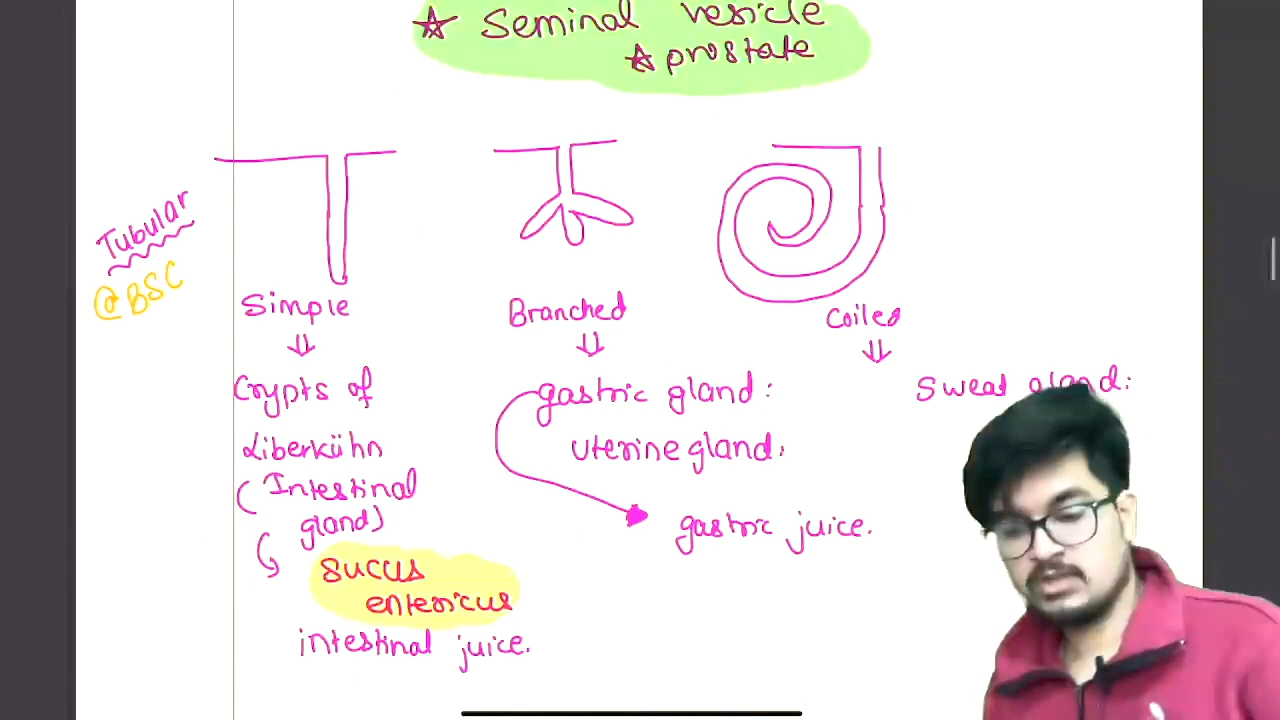 ☆ Seminal vesicle
☆ prostate
Tubular
@BSC
Simple
Branched
Coiled
Crypts of
Liberkühn
(Intestinal
gland)
succus
entericus
intestinal juice.
gastric gland:
uterine gland,
gastric juice.
Sweat gland: